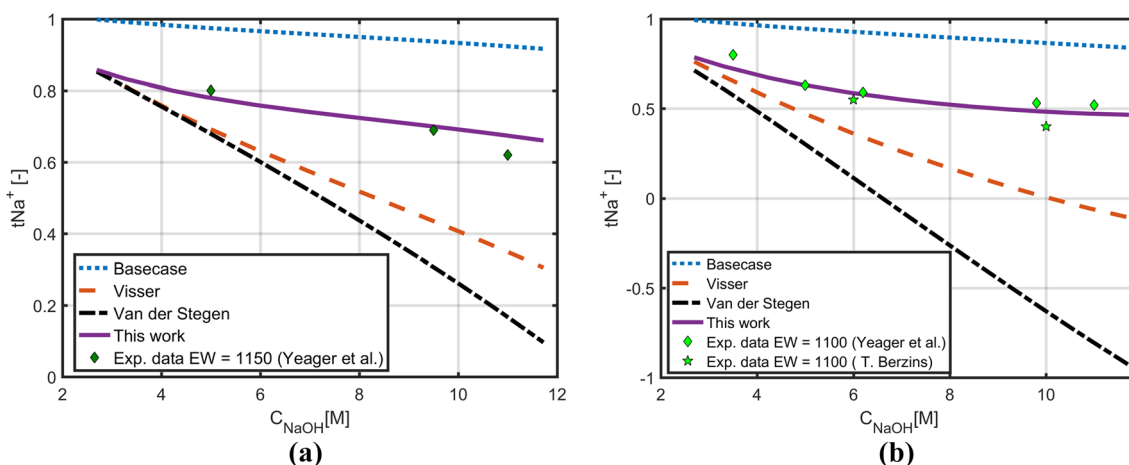 1
0.8
0.6
0.4
0.2
0
tNa+ [-]
2
4
6
8
10
12
C_NaOH[M]
Basecase
Visser
Van der Stegen
This work
Exp. data EW = 1150 (Yeager et al.)
(a)
1
0.5
0
-0.5
-1
tNa+ [-]
2
4
6
8
10
C_NaOH[M]
Basecase
Visser
Van der Stegen
This work
Exp. data EW = 1100 (Yeager et al.)
Exp. data EW = 1100 ( T. Berzins)
(b)